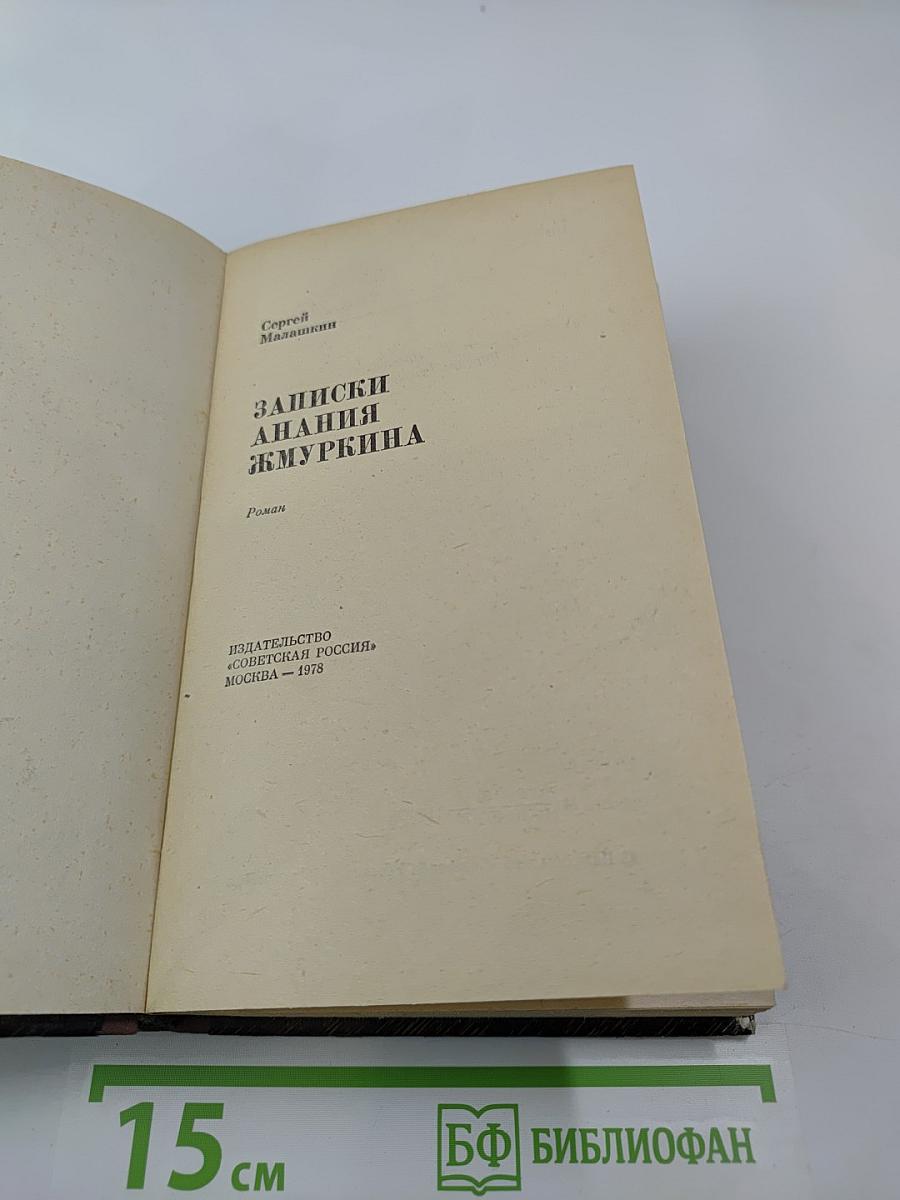 Сергей
Малашкин
ЗАПИСКИ
АНАНИЯ
ЖМУРКИНА
Роман
ИЗДАТЕЛЬСТВО
«СОВЕТСКАЯ РОССИЯ»
МОСКВА — 1978
15 см
БФ БИБЛИОФАН